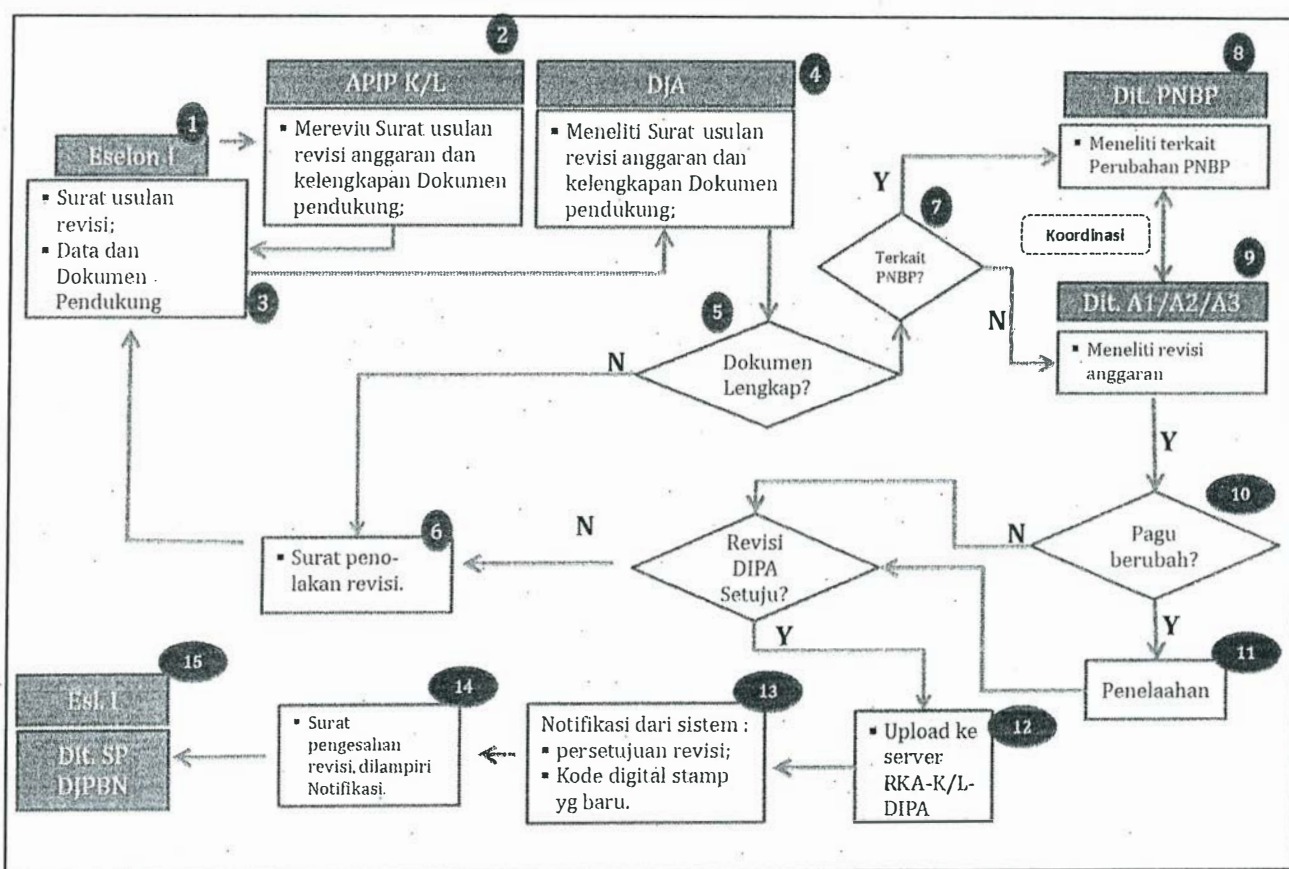 1
Eselon I
▪ Surat usulan
revisi;
▪ Data dan
Dokumen
Pendukung
3
2
APIP K/L
▪ Mereviu Surat usulan
revisi anggaran dan
kelengkapan Dokumen
pendukung;
4
DJA
▪ Meneliti Surat usulan
revisi anggaran dan
kelengkapan Dokumen
pendukung;
5
Dokumen
Lengkap?
N
7
Terkait
PNBP?
Y
N
8
Dit. PNBP
▪ Meneliti terkait
Perubahan PNBP
Koordinasi
9
Dit. A1/A2/A3
▪ Meneliti revisi
anggaran
Y
10
Pagu
berubah?
N
Y
11
Penelaahan
Revisi
DIPA
Setuju?
N
Y
6
▪ Surat peno-
lakan revisi.
12
▪ Upload ke
server
RKA-K/L-
DIPA
13
Notifikasi dari sistem :
▪ persetujuan revisi;
▪ Kode digital stamp
yg baru.
14
▪ Surat
pengesahan
revisi, dilampiri
Notifikasi.
15
Esl. I
Dit. SP
DJPBN